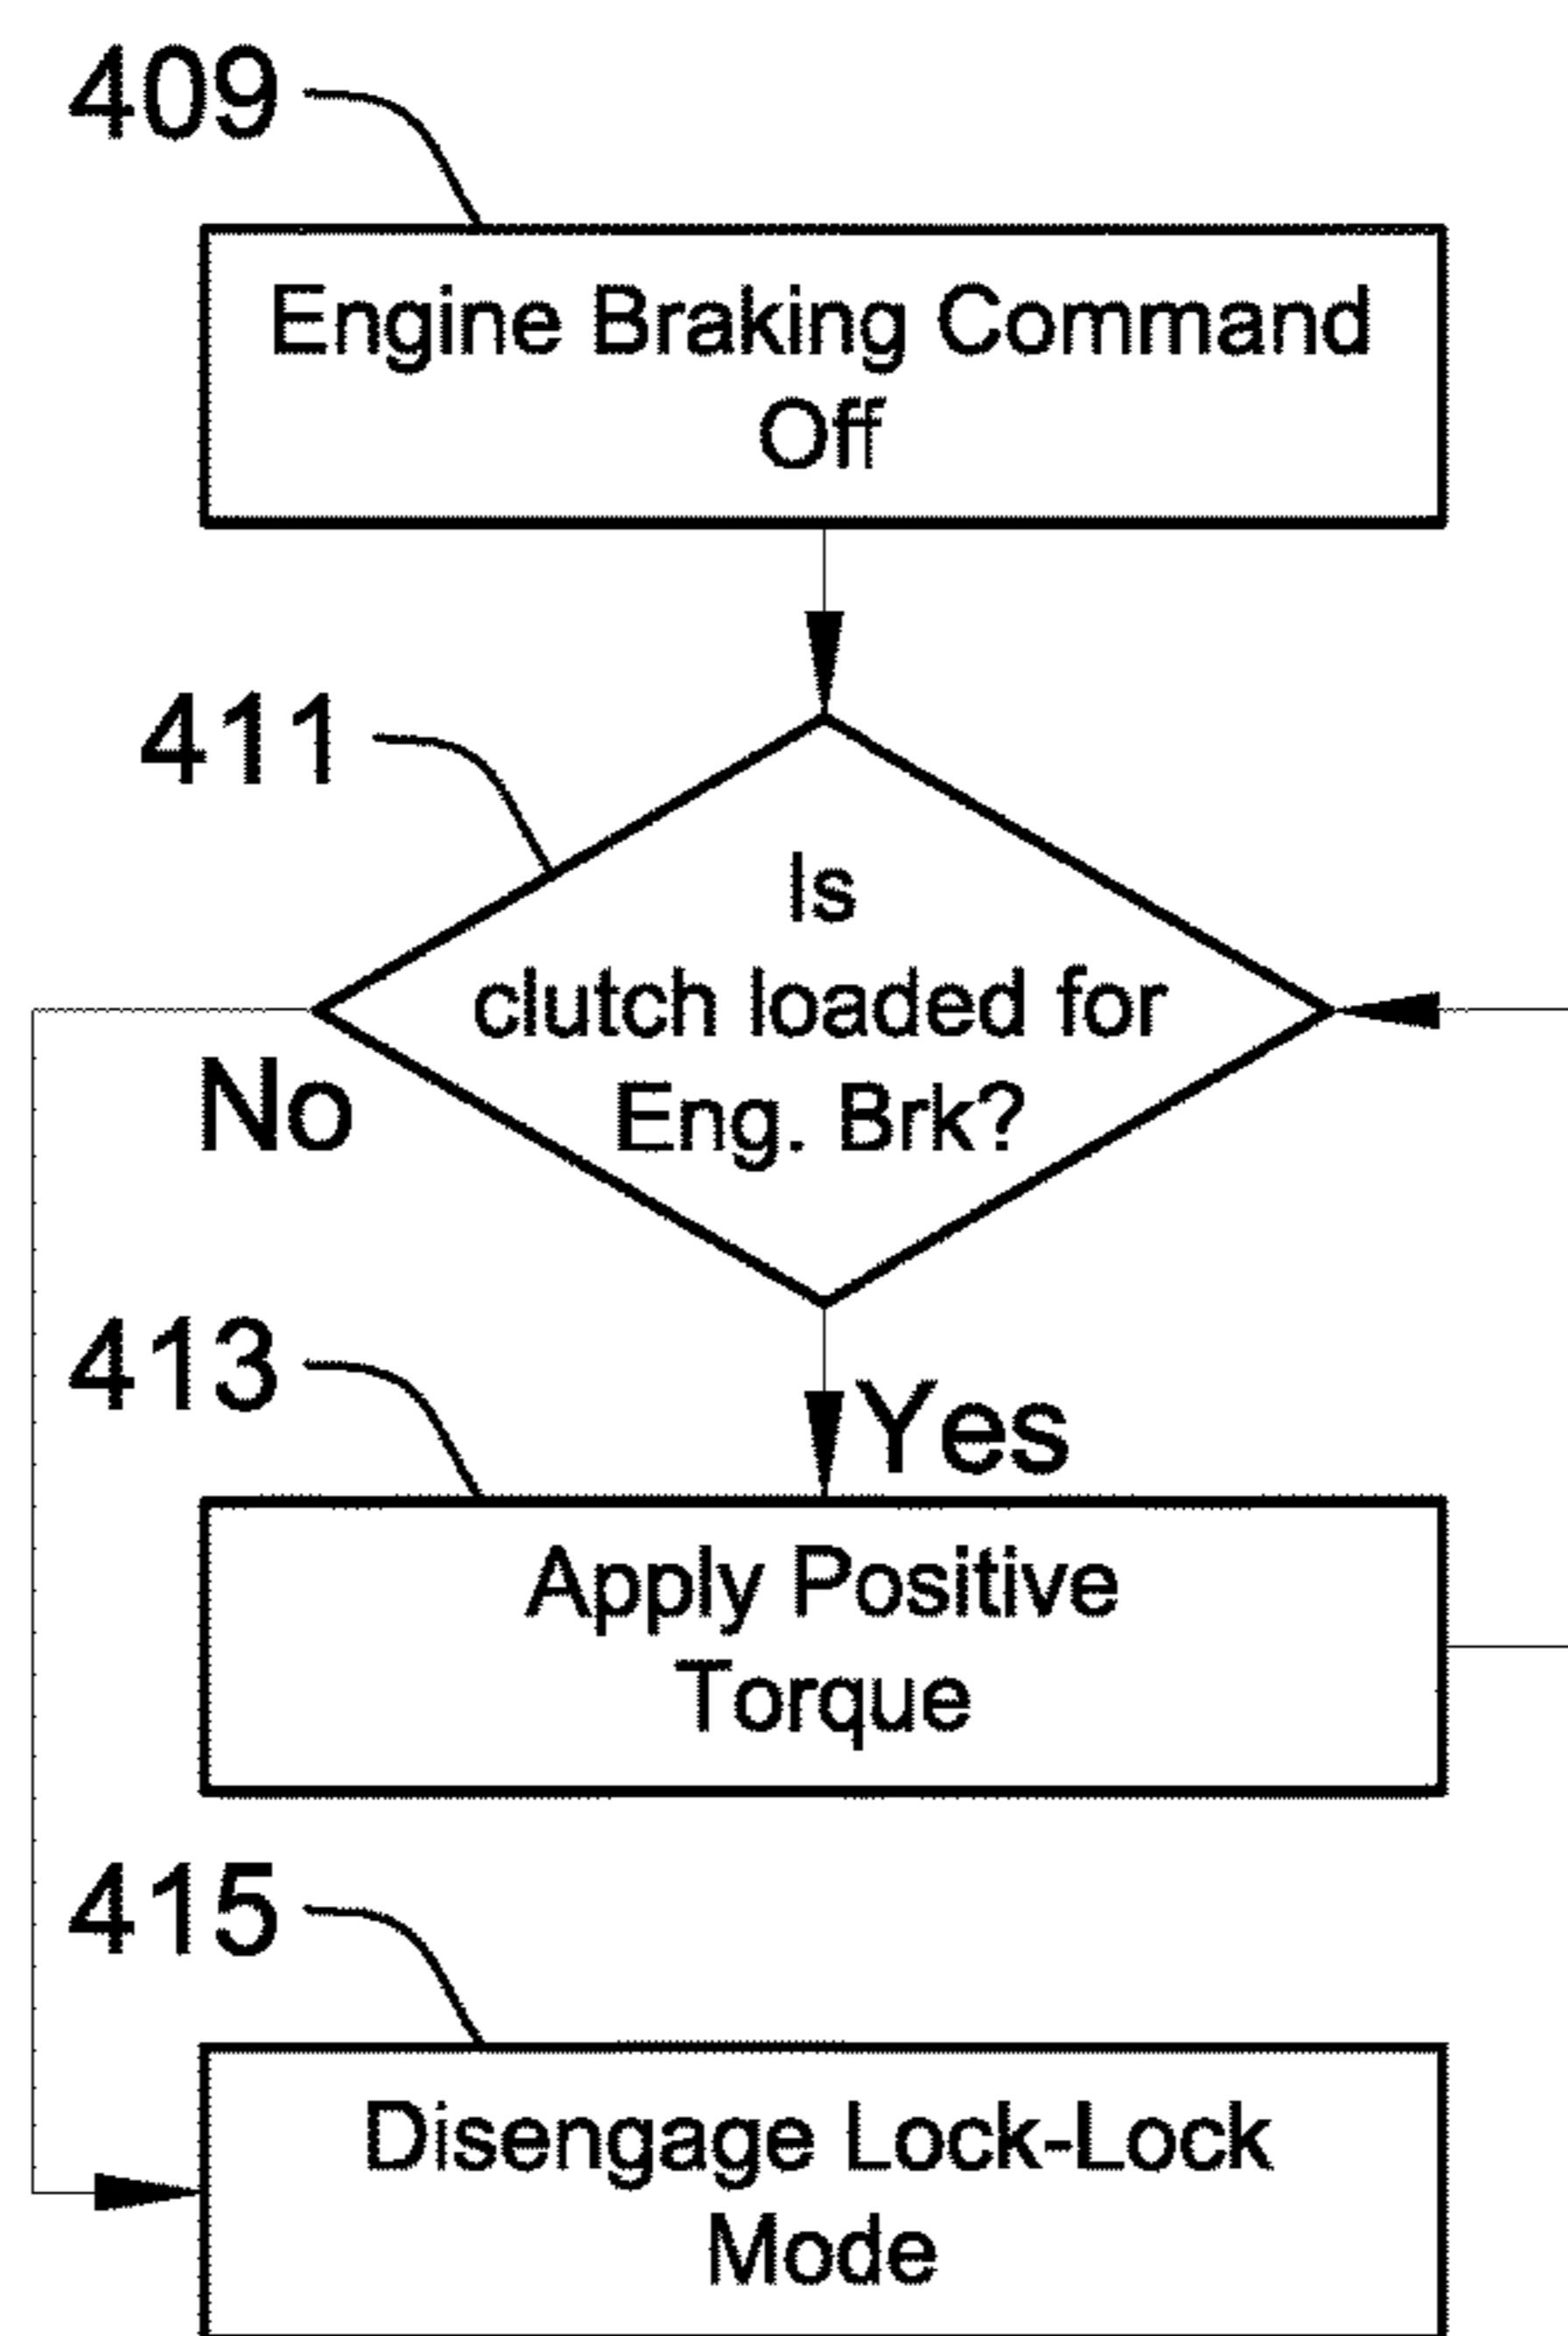 409
Engine Braking Command
Off
411
Is
clutch loaded for
Eng. Brk?
No
Yes
413
Apply Positive
Torque
415
Disengage Lock-Lock
Mode